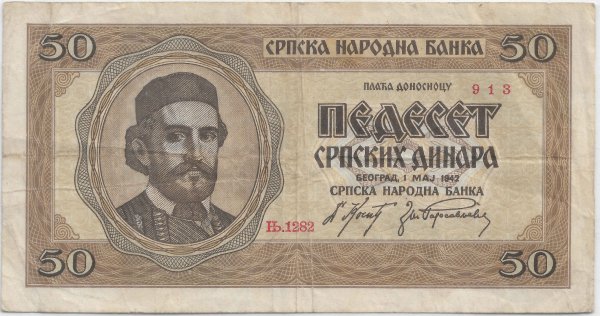 50 СРПСКА НАРОДНА БАНКА 50
ПЛАЋА ДОНОСИОЦУ 913
ПЕДЕСЕТ
СРПСКИХ ДИНАРА
БЕОГРАД, 1 МАЈ 1942
СРПСКА НАРОДНА БАНКА
Њ.1282
50 50